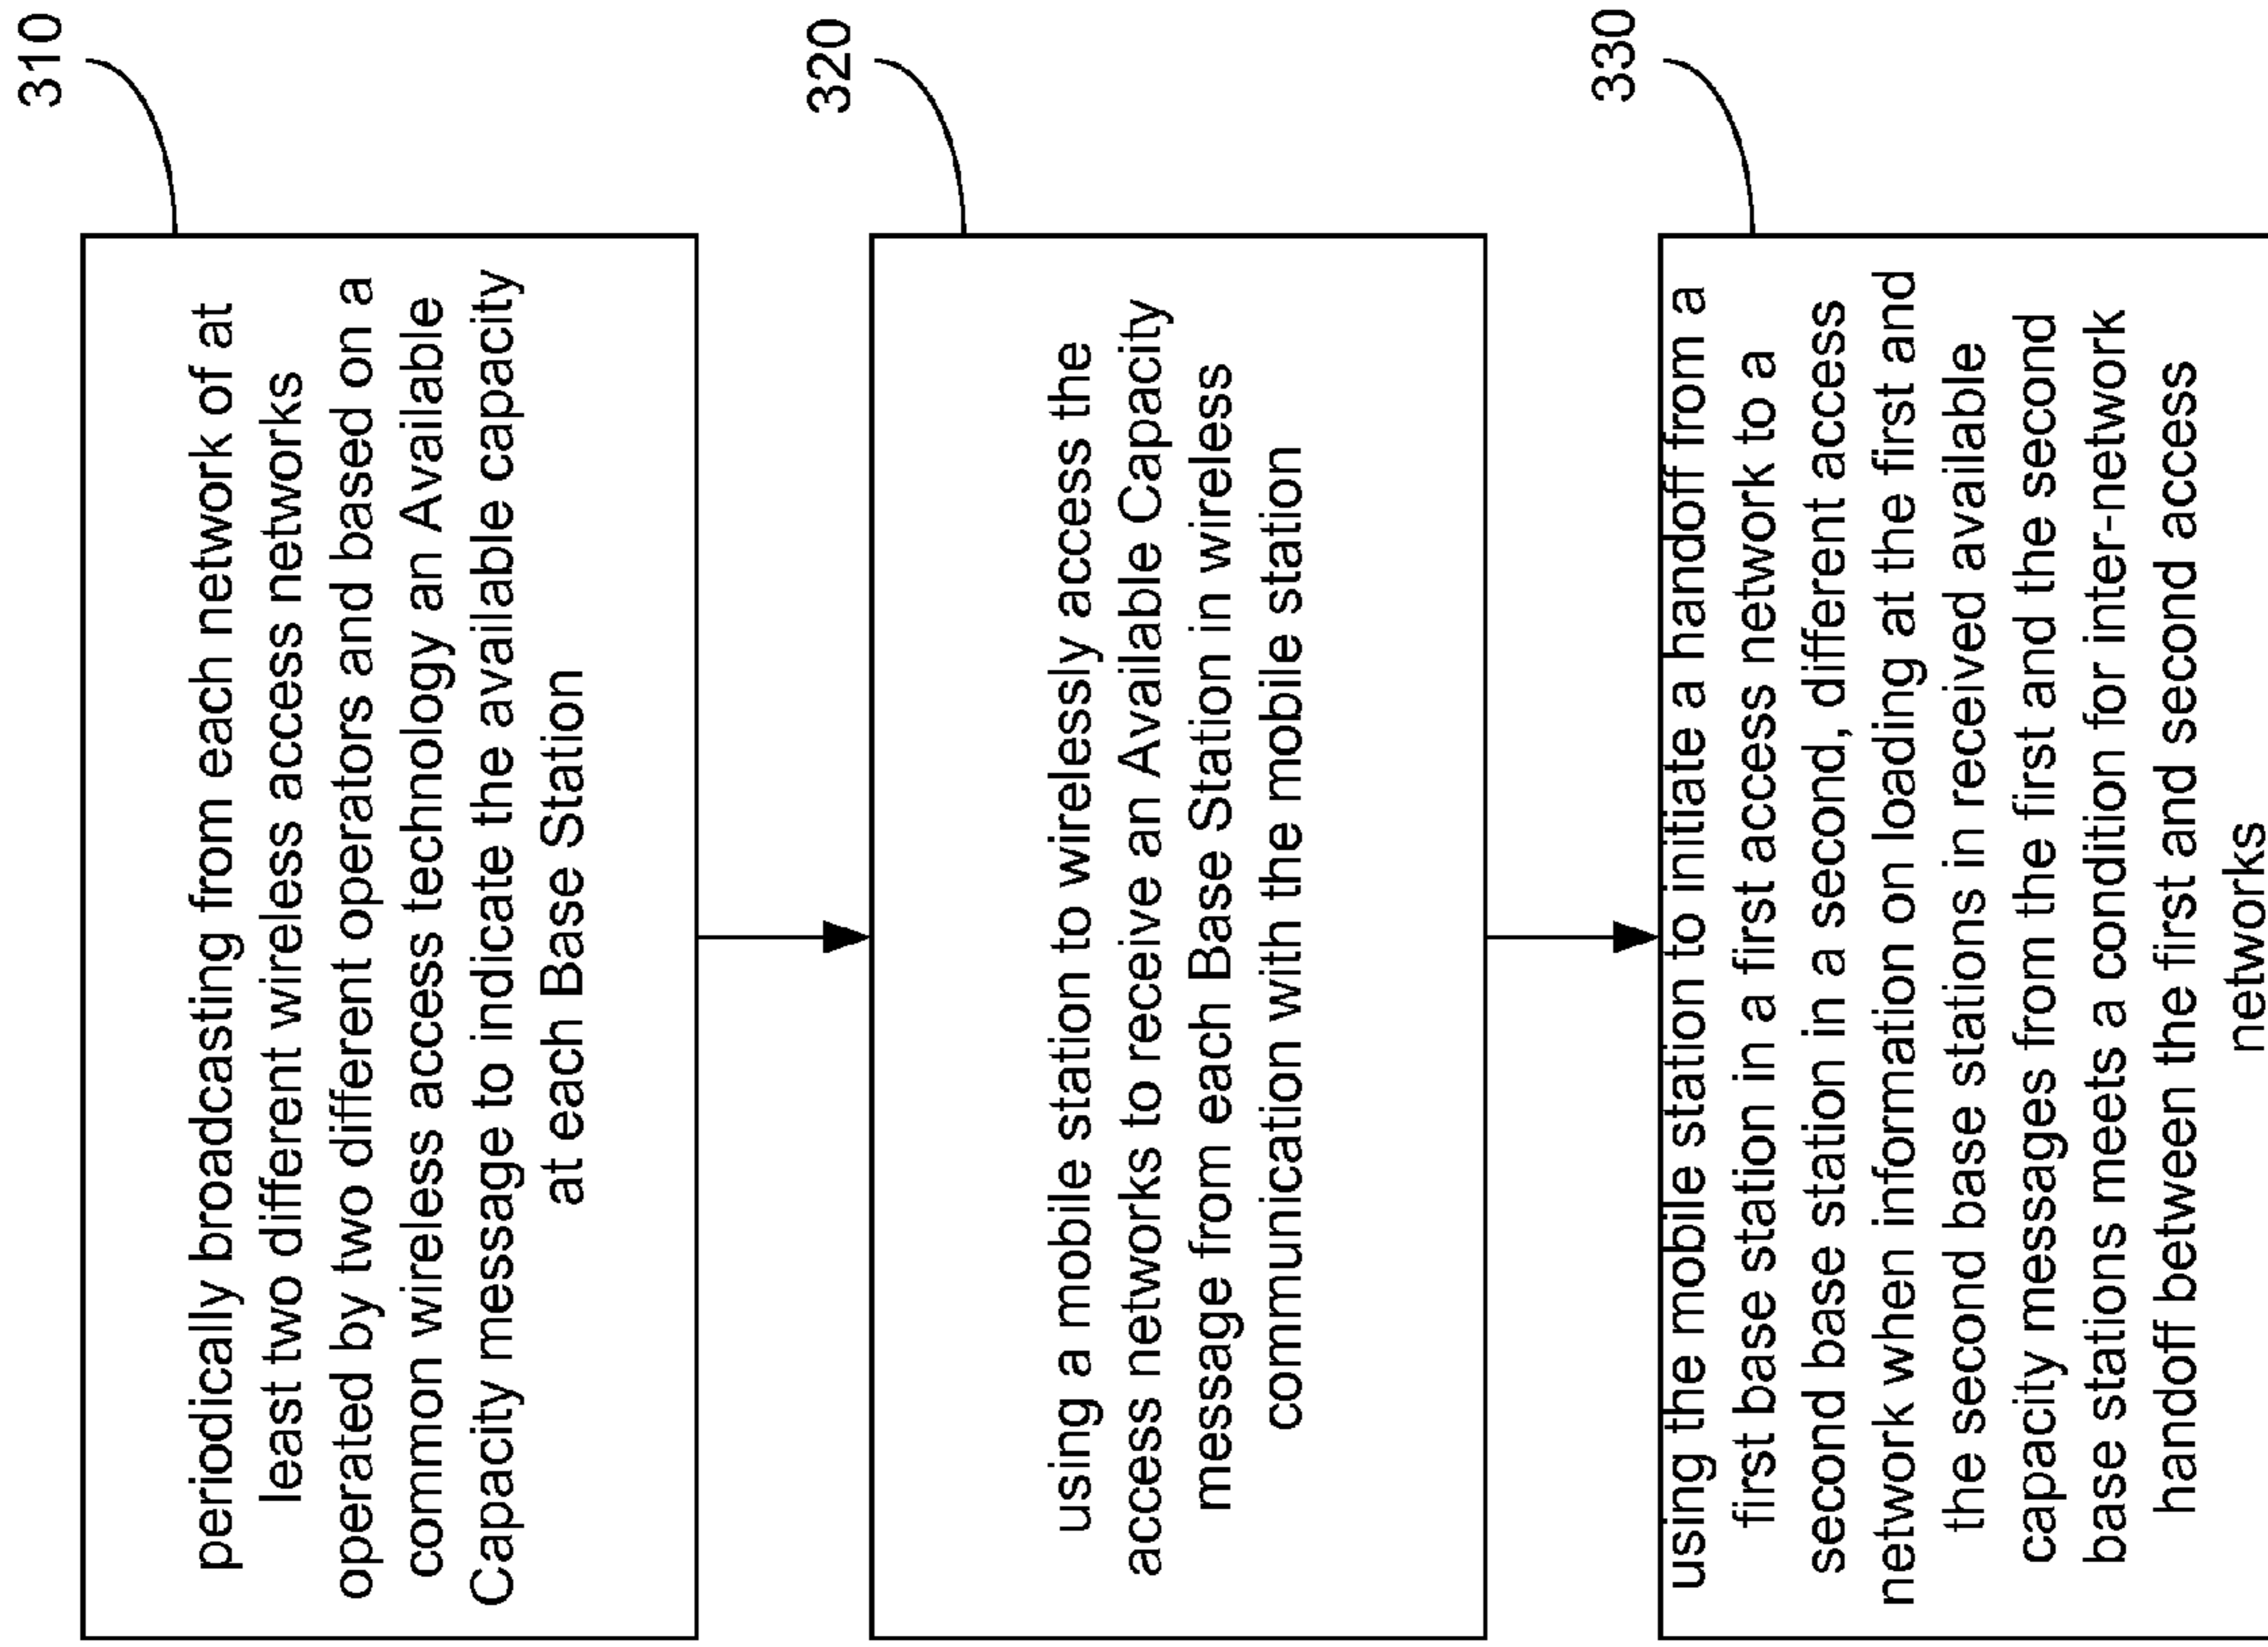 310
periodically broadcasting from each network of at
least two different wireless access networks
operated by two different operators and based on a
common wireless access technology an Available
Capacity message to indicate the available capacity
at each Base Station
320
using a mobile station to wirelessly access the
access networks to receive an Available Capacity
message from each Base Station in wireless
communication with the mobile station
330
using the mobile station to initiate a handoff from a
first base station in a first access network to a
second base station in a second, different access
network when information on loading at the first and
the second base stations in received available
capacity messages from the first and the second
base stations meets a condition for inter-network
handoff between the first and second access
networks